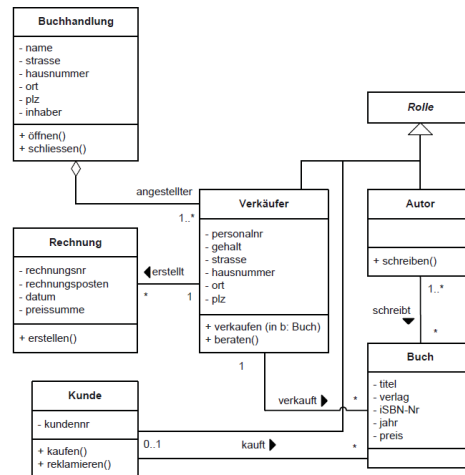 Buchhandlung
- name
- strasse
- hausnummer
- ort
- plz
- inhaber
+ öffnen()
+ schliessen()
Rolle
angestellter
1..*
Verkäufer
- personalnr
- gehalt
- strasse
- hausnummer
- ort
- plz
+ verkaufen (in b: Buch)
+ beraten()
Autor
+ schreiben()
Rechnung
- rechnungsnr
- rechnungsposten
- datum
- preissumme
+ erstellen()
erstellt
*
1
1..*
schreibt
*
1
Buch
- titel
- verlag
- iSBN-Nr
- jahr
- preis
verkauft
*
Kunde
- kundennr
+ kaufen()
+ reklamieren()
0..1
kauft
*